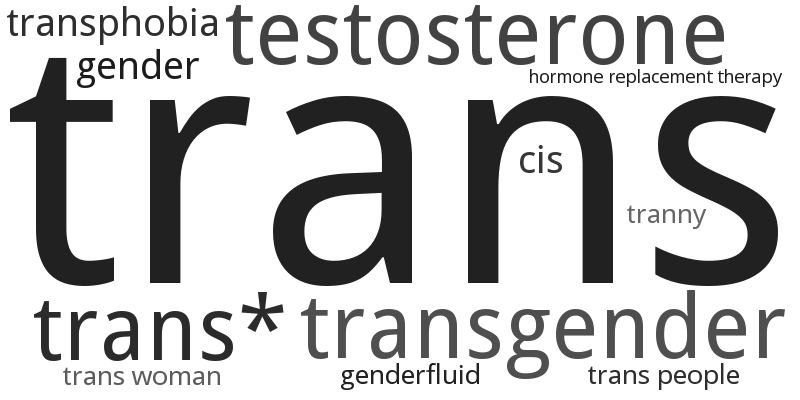 transphobia
testosterone
gender
hormone replacement therapy
trans
cis
tranny
trans*
transgender
trans woman
genderfluid
trans people